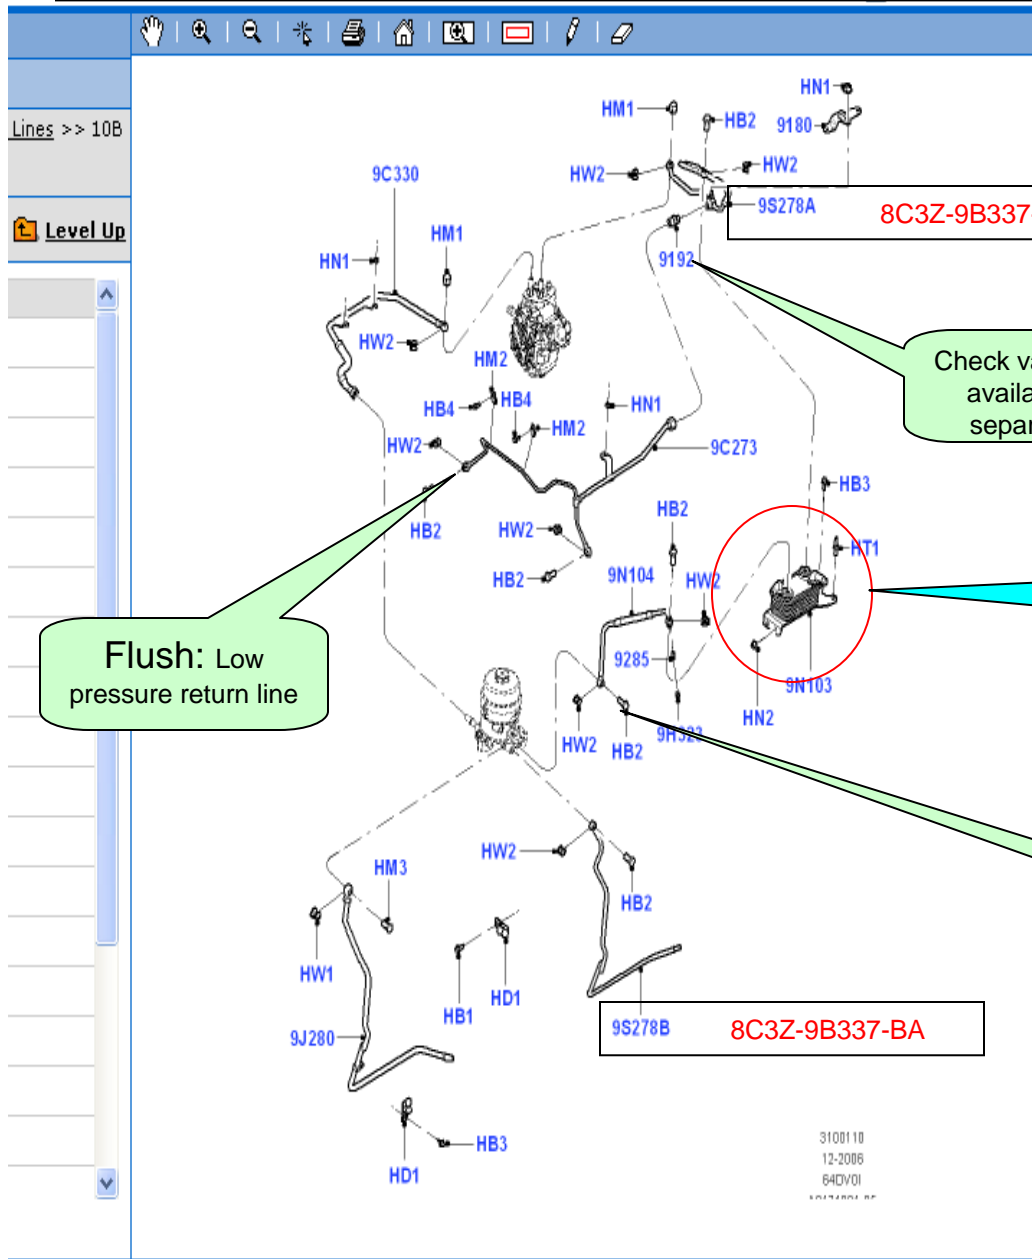 Lines >> 10B
Level Up
HN1
HM1
HB2
9180
HW2
HW2
9C330
9S278A
8C3Z-9B337-
HM1
HN1
9192
HW2
HM2
Check
availa
separ
HB4
HB4
HN1
HM2
HW2
9C273
HB3
HB2
HB2
HW2
HT1
HB2
9N104
HW2
Flush: Low
pressure return line
9285
9N103
HN2
9H323
HW2
HB2
HW2
HM3
HB2
HW1
HD1
HB1
9S278B
8C3Z-9B337-BA
9J280
HB3
HD1
3100110
12-2006
64DV01